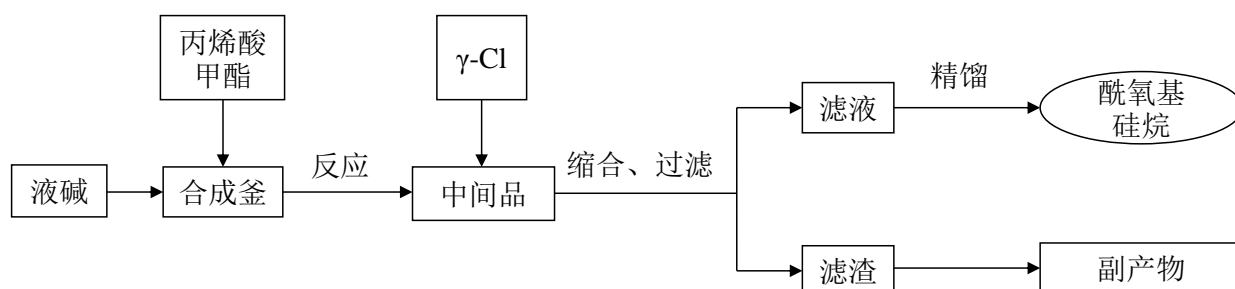 丙烯酸
甲酯
γ-Cl
液碱
合成釜
反应
中间品
缩合、过滤
滤液
精馏
酰氧基
硅烷
滤渣
副产物